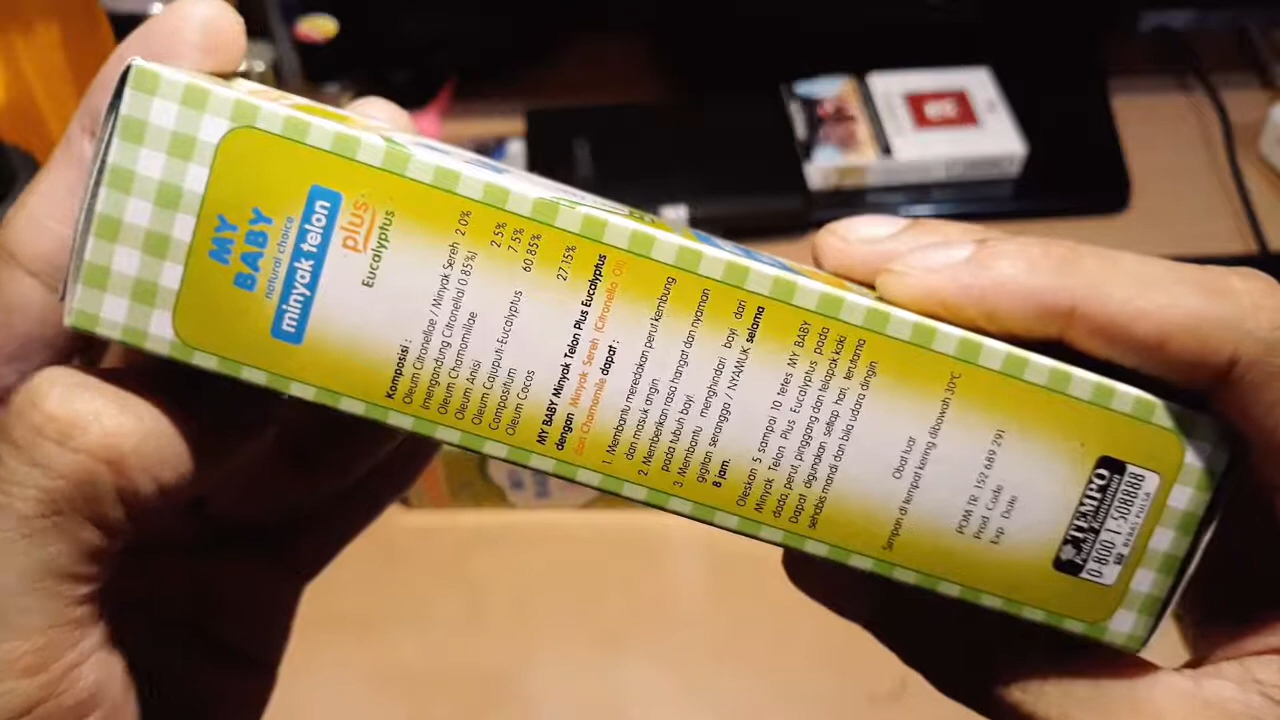 MY
BABY
natural choice
minyak telon
plus
Eucalyptus
Komposisi :
Oleum Citronellae / Minyak Sereh 2.0%
(mengandung Citronellal 0.85%)
Oleum Chamomillae 2.5%
Oleum Anisi 7.5%
Oleum Cajuputi-Eucalyptus 60.85%
Compositum
Oleum Cocos 27.15%
MY BABY Minyak Telon Plus Eucalyptus
dengan Minyak Sereh (Citronella Oil)
dan Chamomile dapat :
1. Membantu meredakan perut kembung
dan masuk angin
2. Memberikan rasa hangat dan nyaman
pada tubuh bayi
3. Membantu menghindari bayi dari
gigitan serangga / NYAMUK selama
8 jam.
Oleskan 5 sampai 10 tetes MY BABY
Minyak Telon Plus Eucalyptus pada
dada, perut, pinggang dan telapak kaki
Dapat digunakan setiap hari, terutama
sehabis mandi dan bila udara dingin
Obat luar
Simpan di tempat kering dibawah 30°C
POM TR. 152 689 291
Prod. Code
Exp. Date
TEMPO
Peduli Konsumen
0-800-1-508888
BEBAS PULSA